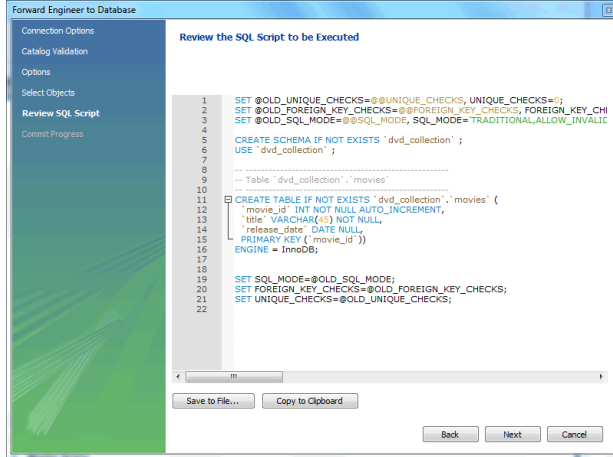 Forward Engineer to Database
Connection Options
Catalog Validation
Options
Select Objects
Review SQL Script
Commit Progress
Review the SQL Script to be Executed
1 SET @OLD_UNIQUE_CHECKS=@@UNIQUE_CHECKS, UNIQUE_CHECKS=0;
2 SET @OLD_FOREIGN_KEY_CHECKS=@@FOREIGN_KEY_CHECKS, FOREIGN_KEY_CH
3 SET @OLD_SQL_MODE=@@SQL_MODE, SQL_MODE='TRADITIONAL,ALLOW_INVALID
4
5 CREATE SCHEMA IF NOT EXISTS `dvd_collection` ;
6 USE `dvd_collection` ;
7
8 -- -----------------------------------------------------
9 -- Table `dvd_collection`.`movies`
10 -- -----------------------------------------------------
11 CREATE TABLE IF NOT EXISTS `dvd_collection`.`movies` (
12 `movie_id` INT NOT NULL AUTO_INCREMENT,
13 `title` VARCHAR(45) NOT NULL,
14 `release_date` DATE NULL,
15 PRIMARY KEY (`movie_id`))
16 ENGINE = InnoDB;
17
18
19 SET SQL_MODE=@OLD_SQL_MODE;
20 SET FOREIGN_KEY_CHECKS=@OLD_FOREIGN_KEY_CHECKS;
21 SET UNIQUE_CHECKS=@OLD_UNIQUE_CHECKS;
22
Save to File... Copy to Clipboard
Back Next Cancel